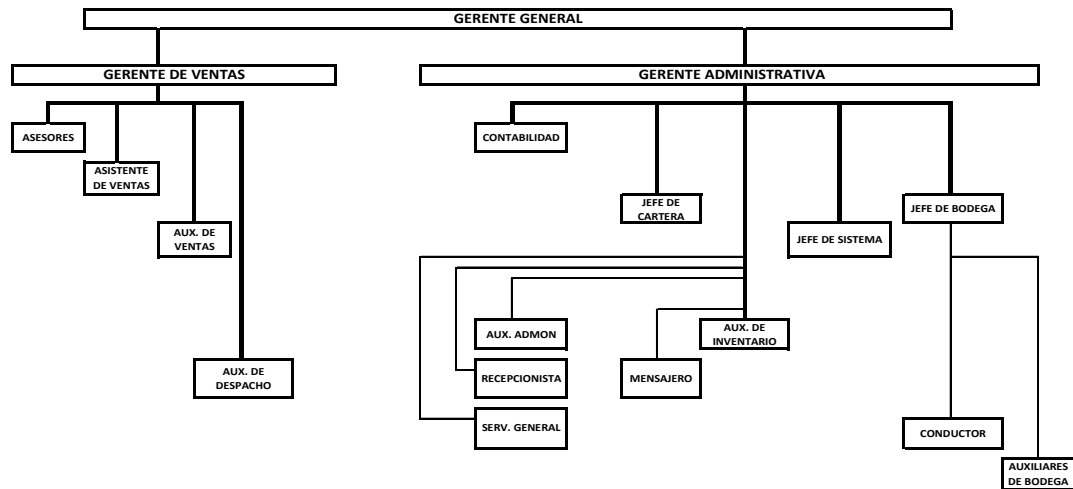 GERENTE GENERAL
GERENTE DE VENTAS
GERENTE ADMINISTRATIVA
ASESORES
CONTABILIDAD
ASISTENTE
DE VENTAS
JEFE DE
CARTERA
JEFE DE BODEGA
AUX. DE
VENTAS
JEFE DE SISTEMA
AUX. ADMON
AUX. DE
INVENTARIO
AUX. DE
DESPACHO
RECEPCIONISTA
MENSAJERO
SERV. GENERAL
CONDUCTOR
AUXILIARES
DE BODEGA